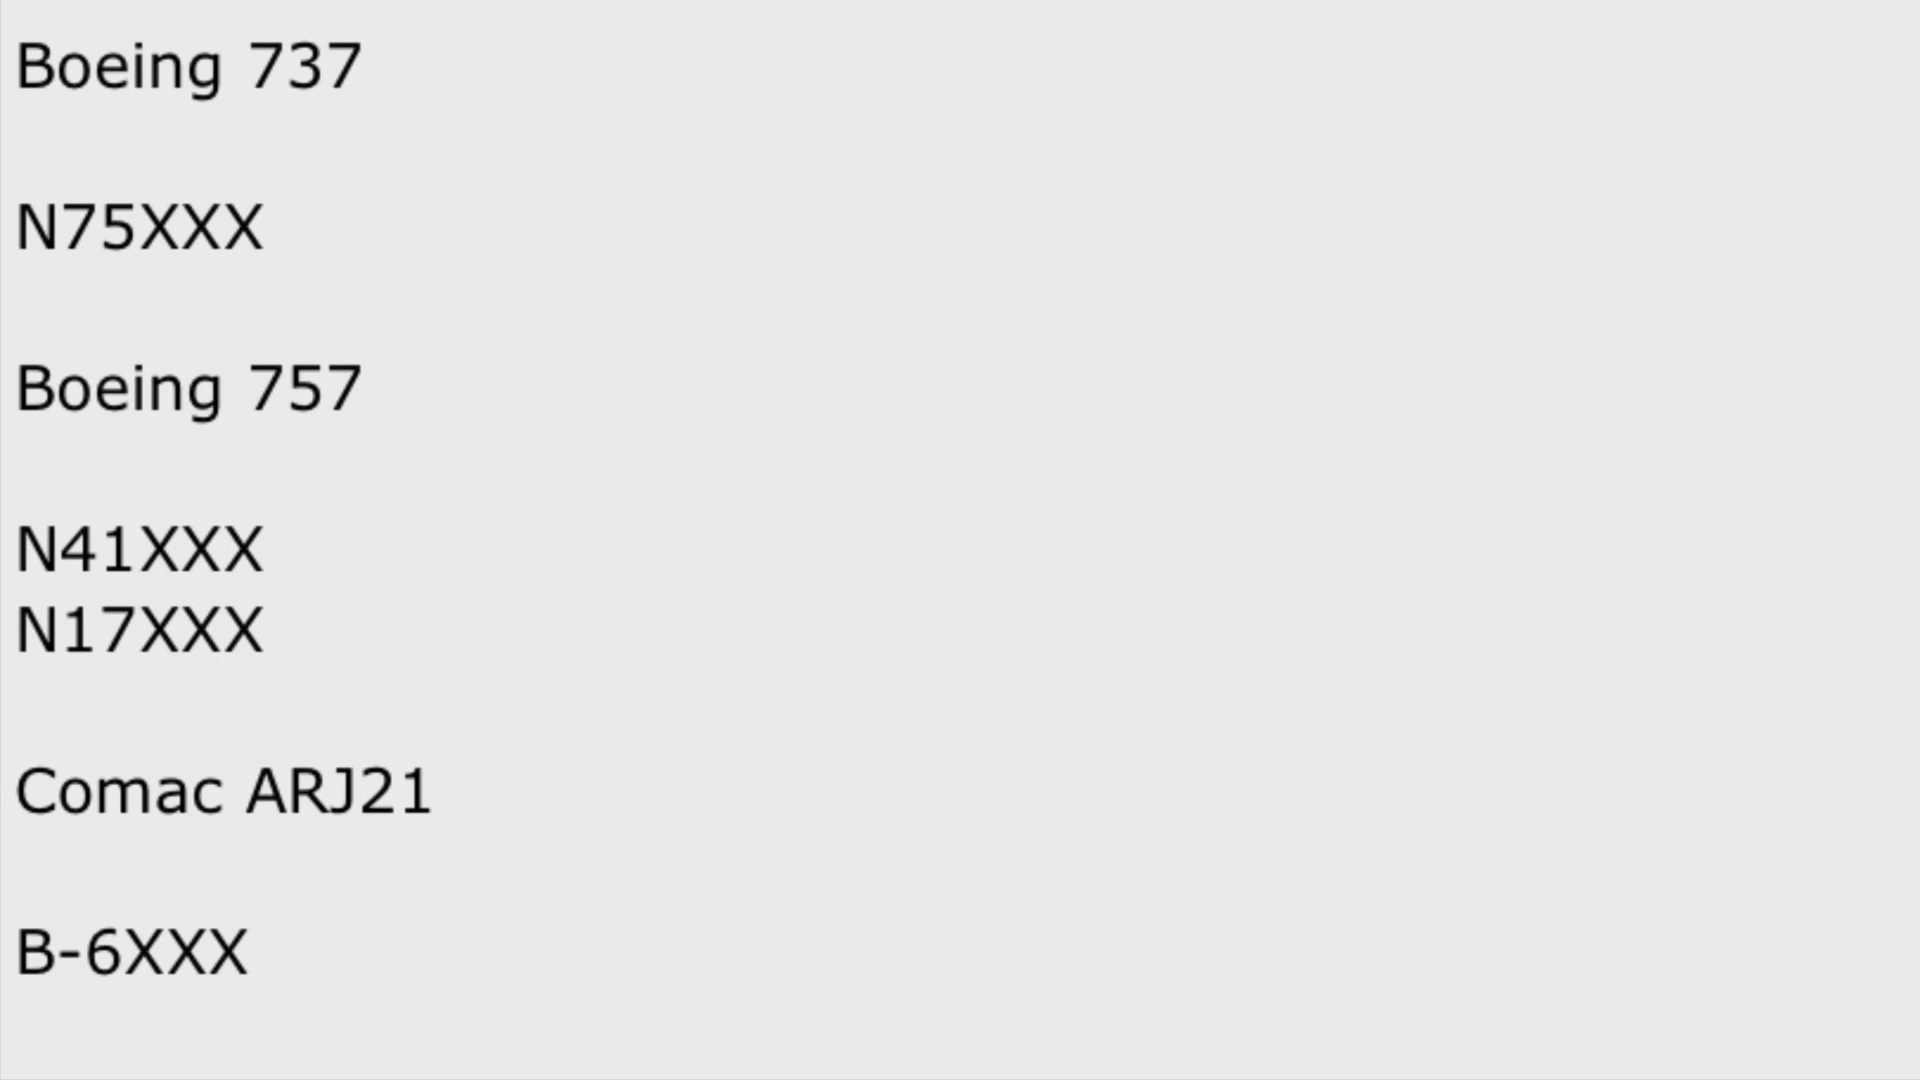 Boeing 737
N75XXX
Boeing 757
N41XXX
N17XXX
Comac ARJ21
B-6XXX